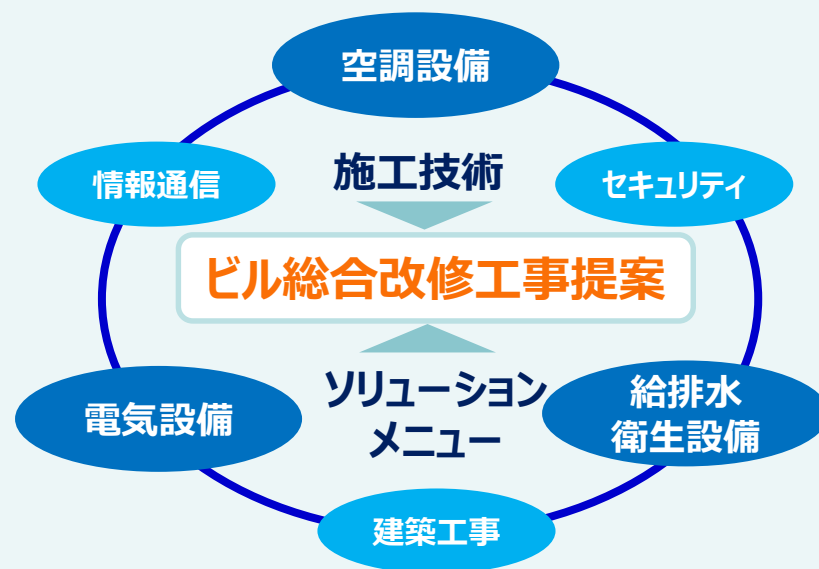 空調設備
情報通信
施工技術
セキュリティ
ビル総合改修工事提案
電気設備
ソリューション
メニュー
給排水
衛生設備
建築工事